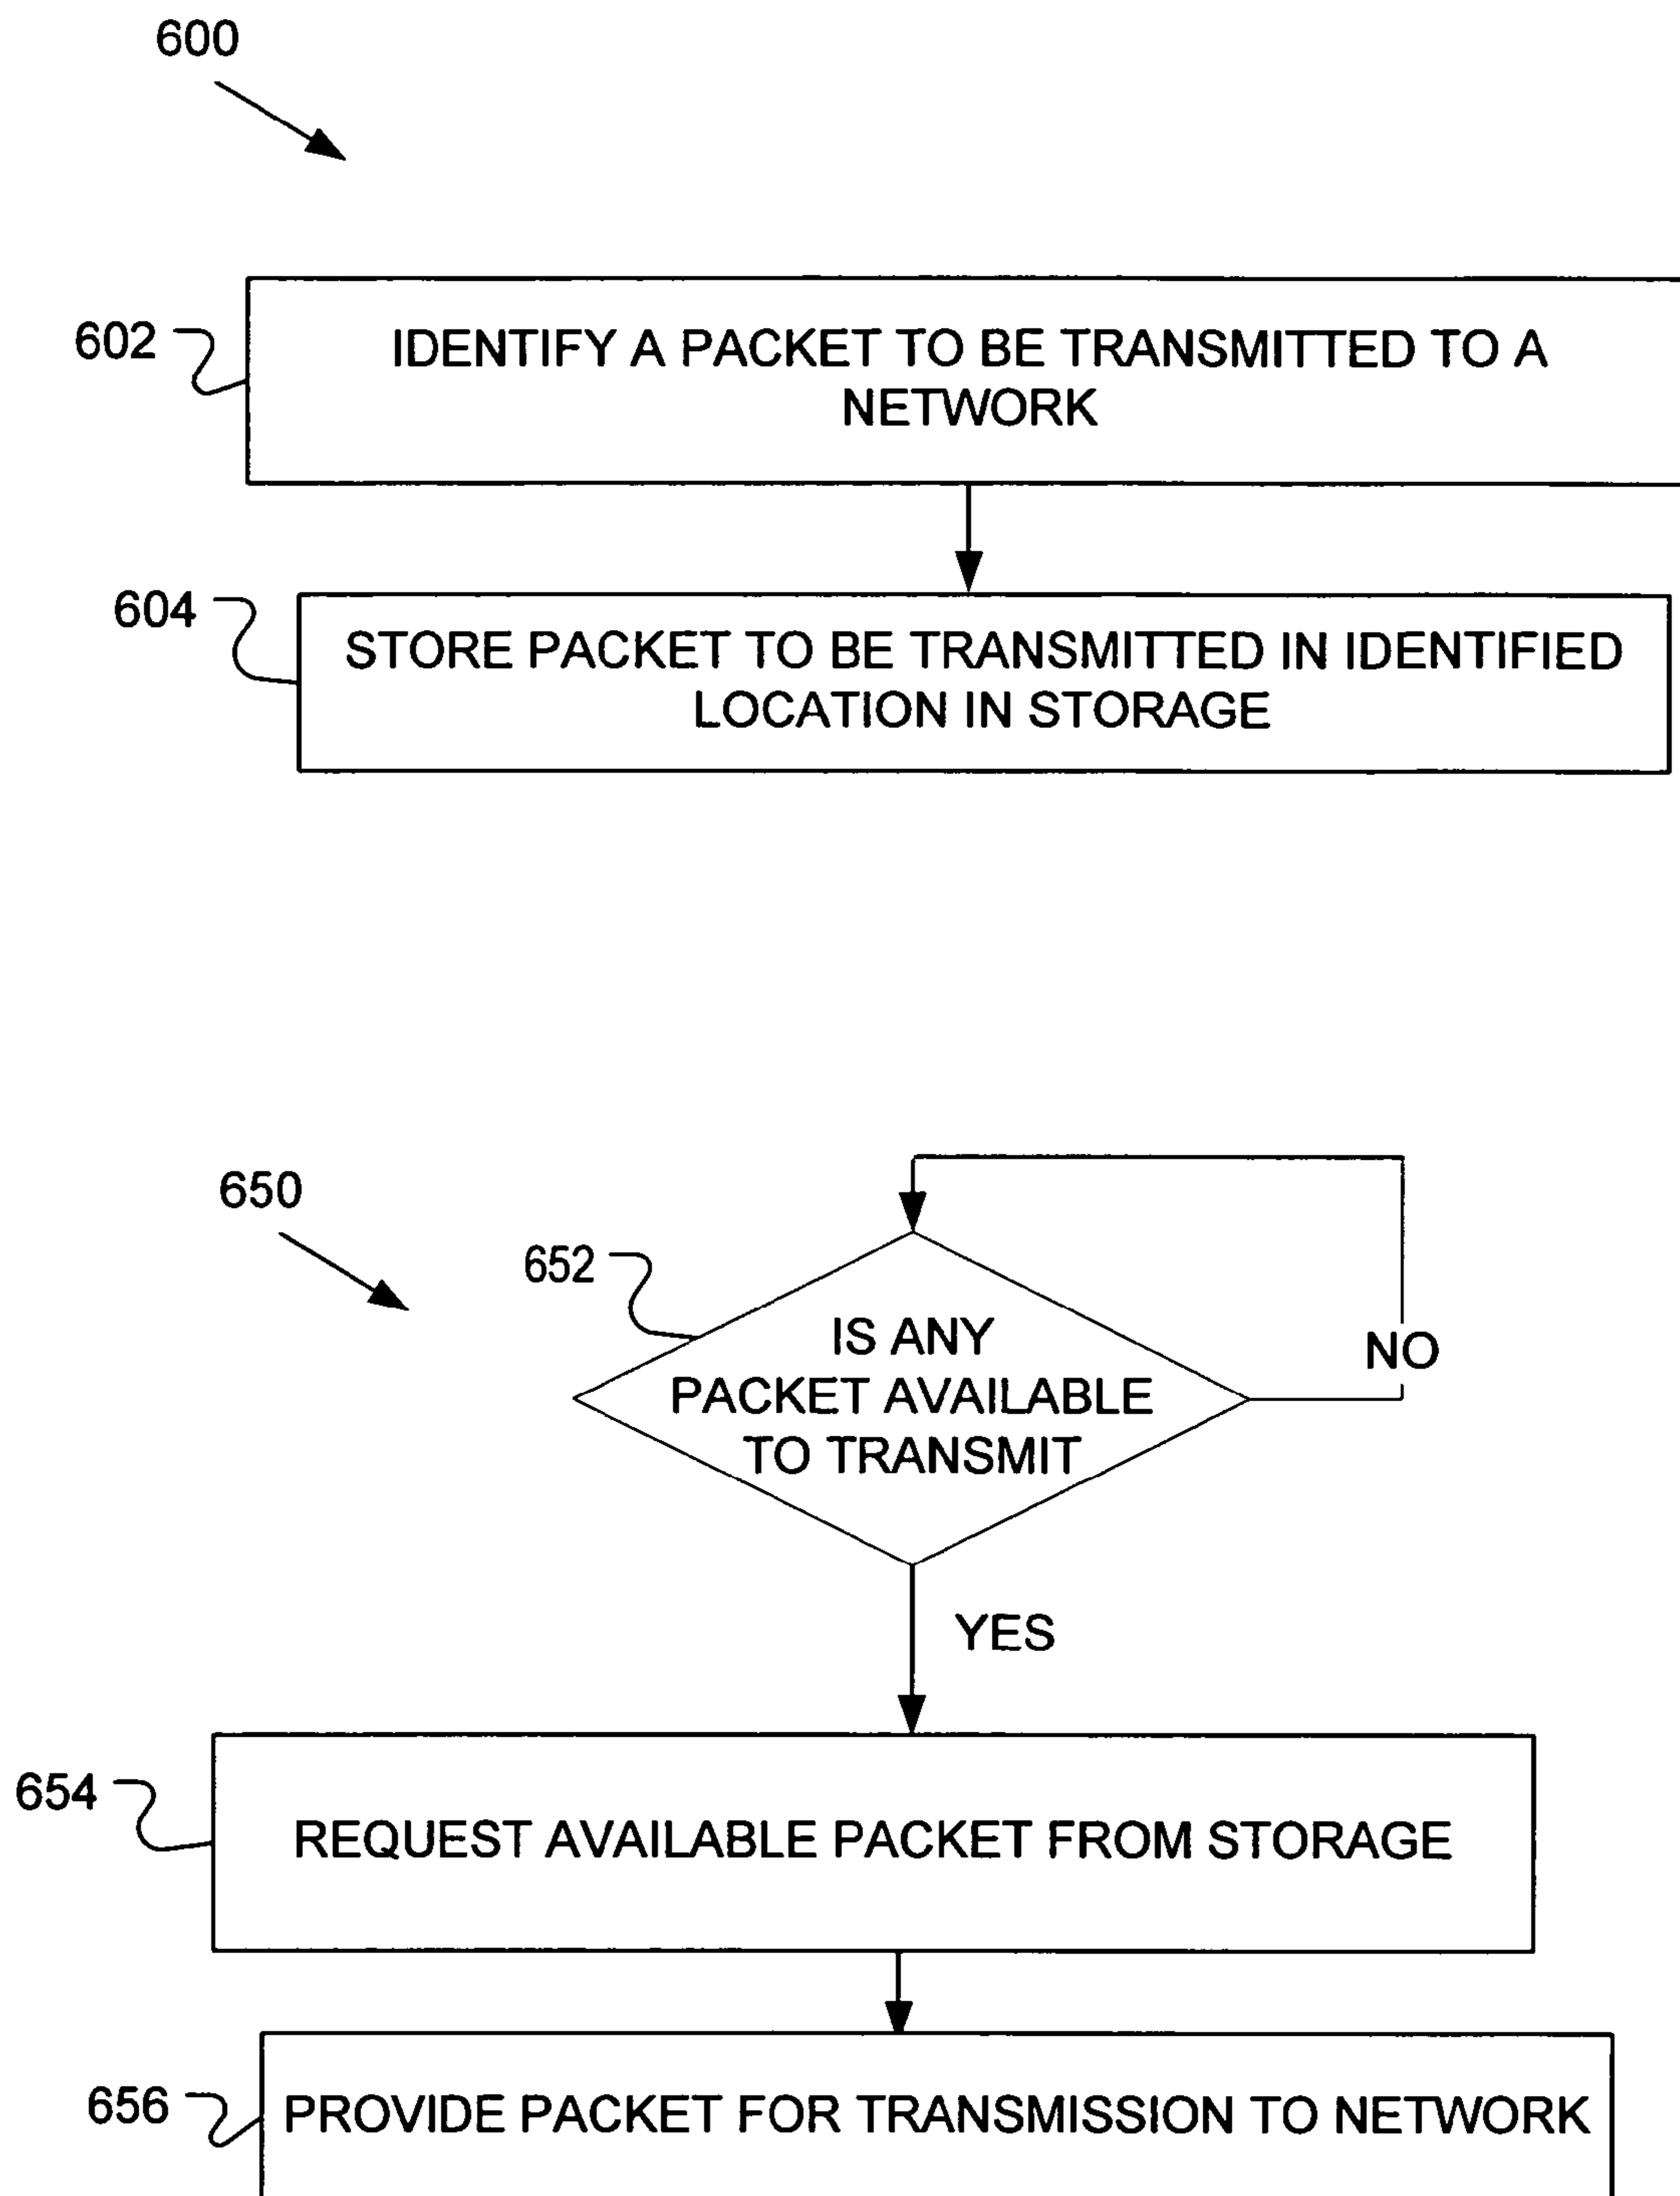 600
602
IDENTIFY A PACKET TO BE TRANSMITTED TO A
NETWORK
604
STORE PACKET TO BE TRANSMITTED IN IDENTIFIED
LOCATION IN STORAGE
650
652
IS ANY
PACKET AVAILABLE
TO TRANSMIT
NO
YES
654
REQUEST AVAILABLE PACKET FROM STORAGE
656
PROVIDE PACKET FOR TRANSMISSION TO NETWORK